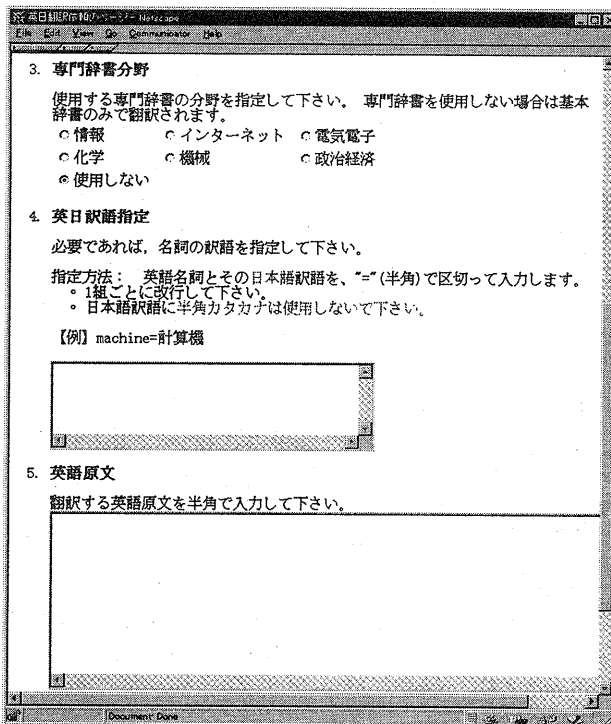 英日翻訳依頼のページ - Netscape
File Edit View Go Communicator Help
3. 専門辞書分野
使用する専門辞書の分野を指定して下さい。 専門辞書を使用しない場合は基本
辞書のみで翻訳されます。
情報 インターネット 電気電子
化学 機械 政治経済
使用しない
4. 英日訳語指定
必要であれば，名詞の訳語を指定して下さい。
指定方法： 英語名詞とその日本語訳語を、"="(半角)で区切って入力します。
。 1組ごとに改行して下さい。
。 日本語訳語に半角カタカナは使用しないで下さい。
【例】machine=計算機
5. 英語原文
翻訳する英語原文を半角で入力して下さい。
Document Done